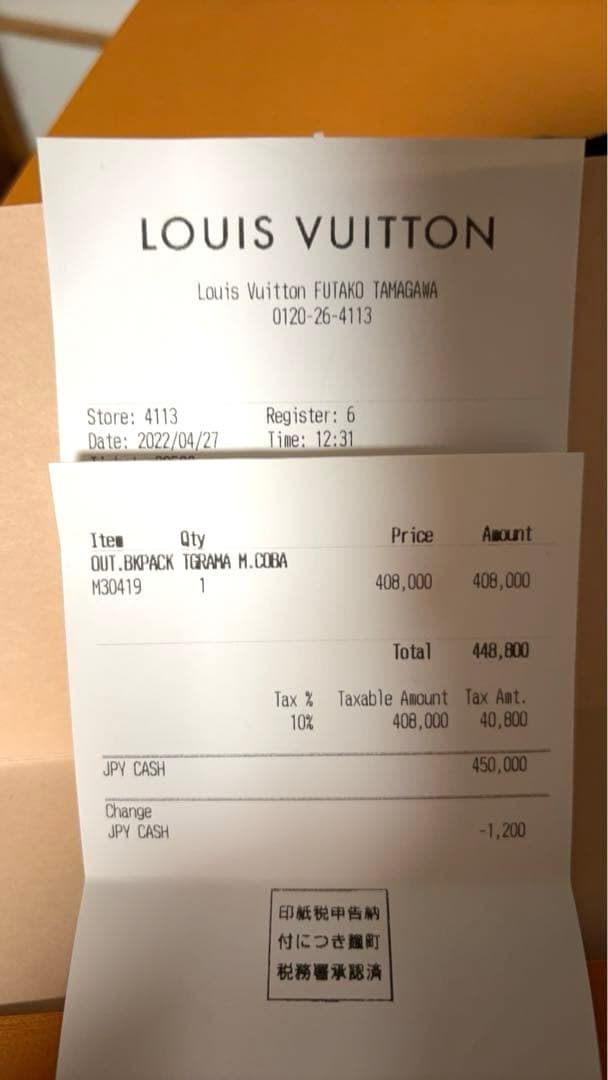 LOUIS VUITTON
Louis Vuitton FUTAKO TAMAGAWA
0120-26-4113
Store: 4113 Register: 6
Date: 2022/04/27 Time: 12:31
Item Qty Price Amount
OUT.BKPACK TGRAMA M.COBA
M30419 1 408,000 408,000
Total 448,800
Tax % Taxable Amount Tax Amt.
10% 408,000 40,800
JPY CASH 450,000
Change
JPY CASH -1,200
印紙税申告納
付につき麹町
税務署承認済